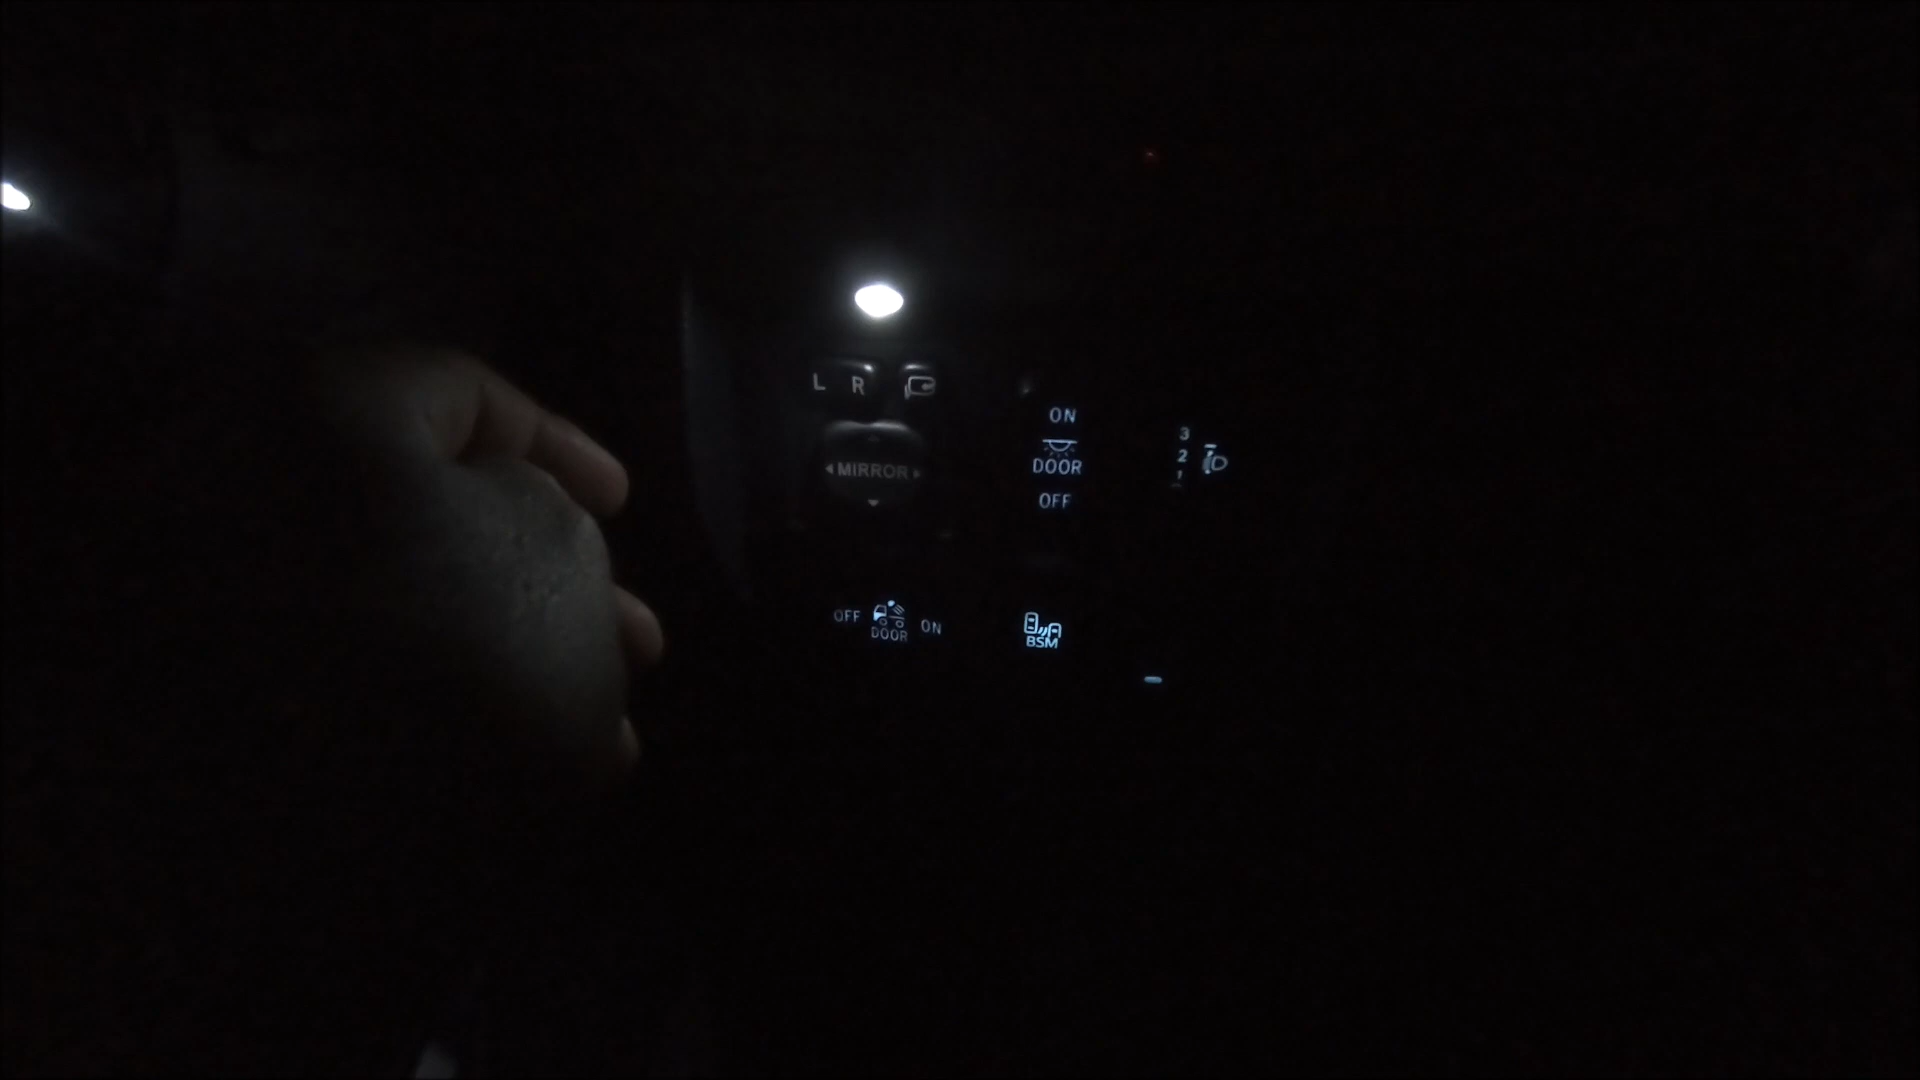 L R
ON
◀MIRROR▶
DOOR
OFF
3
2
1
OFF DOOR ON
BSM